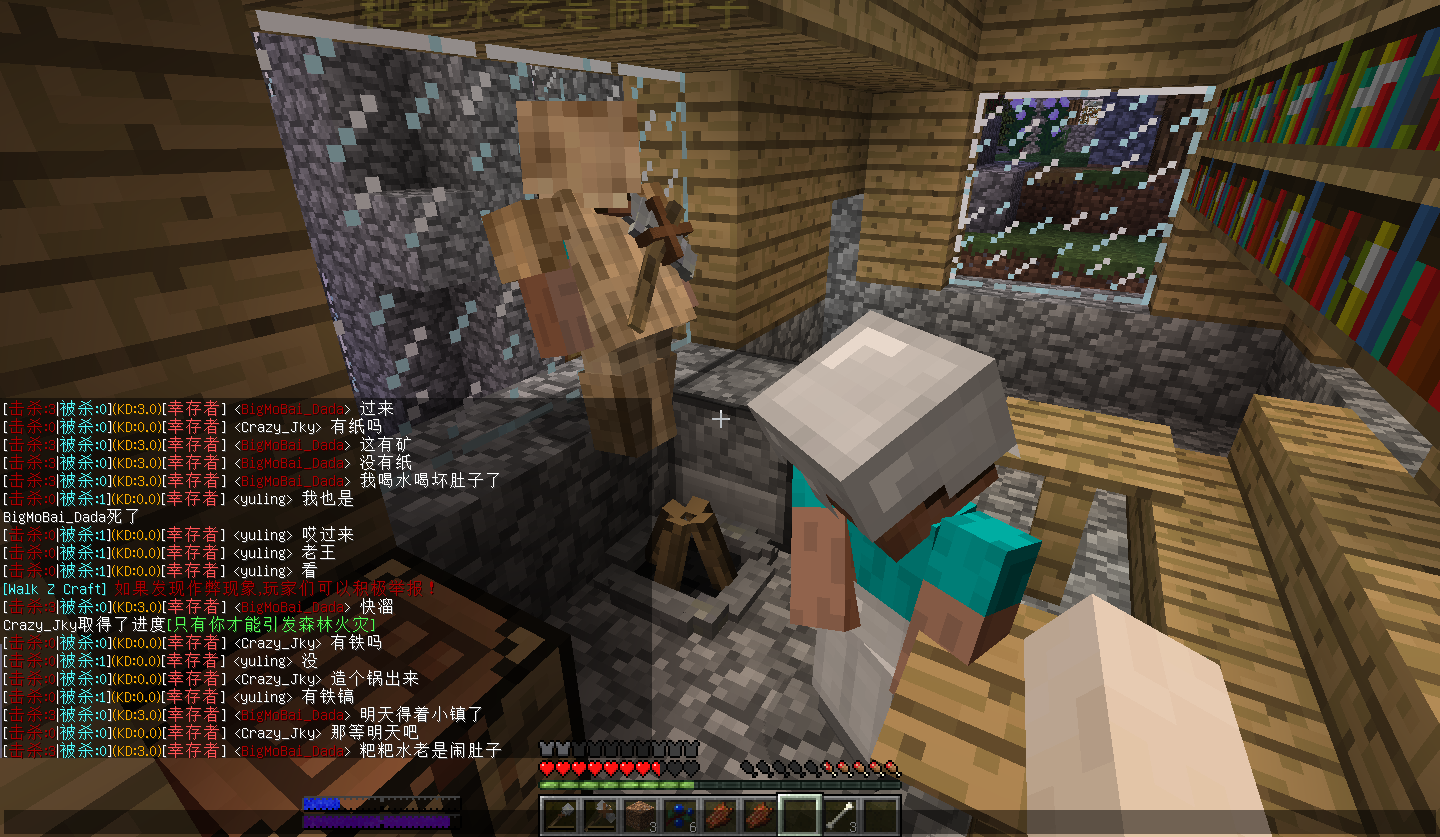 粑粑水老是闹肚子
[击杀:3|被杀:0](KD:3.0)[幸存者] <BigMoBai_Dada> 过来
[击杀:0|被杀:0](KD:0.0)[幸存者] <Crazy_Jky> 有纸吗
[击杀:3|被杀:0](KD:3.0)[幸存者] <BigMoBai_Dada> 这有矿
[击杀:3|被杀:0](KD:3.0)[幸存者] <BigMoBai_Dada> 没有纸
[击杀:3|被杀:0](KD:3.0)[幸存者] <BigMoBai_Dada> 我喝水喝坏肚子了
[击杀:0|被杀:1](KD:0.0)[幸存者] <yuling> 我也是
BigMoBai_Dada死了
[击杀:0|被杀:1](KD:0.0)[幸存者] <yuling> 哎过来
[击杀:0|被杀:1](KD:0.0)[幸存者] <yuling> 老王
[击杀:0|被杀:1](KD:0.0)[幸存者] <yuling> 看
[Walk Z Craft] 如果发现作弊现象,玩家们可以积极举报!
[击杀:3|被杀:0](KD:3.0)[幸存者] <BigMoBai_Dada> 快溜
Crazy_Jky取得了进度[只有你才能引发森林火灾]
[击杀:0|被杀:0](KD:0.0)[幸存者] <Crazy_Jky> 有铁吗
[击杀:0|被杀:1](KD:0.0)[幸存者] <yuling> 没
[击杀:0|被杀:0](KD:0.0)[幸存者] <Crazy_Jky> 造个锅出来
[击杀:0|被杀:1](KD:0.0)[幸存者] <yuling> 有铁镐
[击杀:3|被杀:0](KD:3.0)[幸存者] <BigMoBai_Dada> 明天得着小镇了
[击杀:0|被杀:0](KD:0.0)[幸存者] <Crazy_Jky> 那等明天吧
[击杀:3|被杀:0](KD:3.0)[幸存者] <BigMoBai_Dada> 粑粑水老是闹肚子
3
6
3